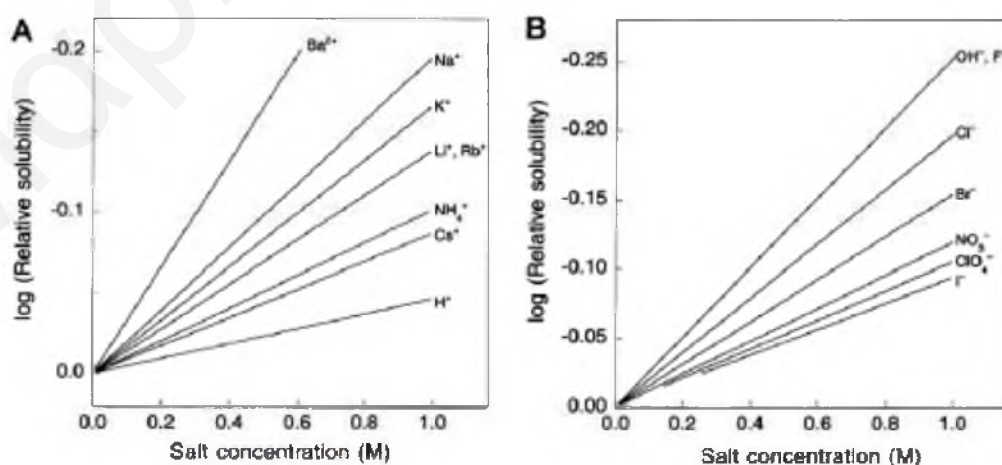 A
log (Relative solubility)
-0.2
-0.1
0.0
Ba²⁺
Na⁺
K⁺
Li⁺, Rb⁺
NH₄⁺
Cs⁺
H⁺
0.0 0.2 0.4 0.6 0.8 1.0
Salt concentration (M)
B
log (Relative solubility)
-0.25
-0.20
-0.15
-0.10
-0.05
-0.00
OH⁻, F
Cl⁻
Br⁻
NO₃⁻
ClO₄⁻
I⁻
0.0 0.2 0.4 0.6 0.8 1.0
Salt concentration (M)